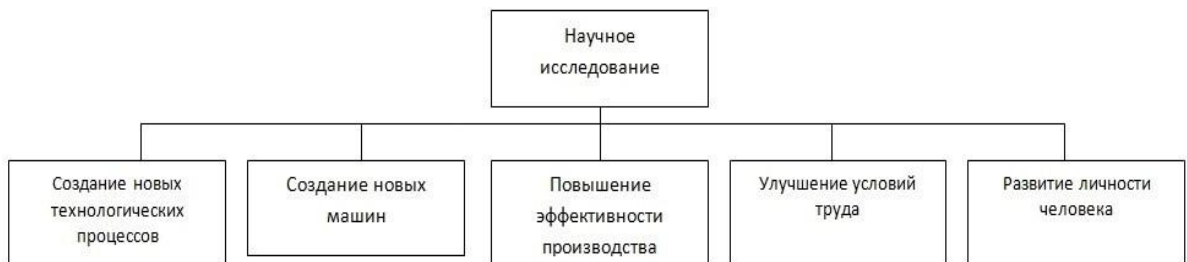 Научное
исследование
Создание новых
технологических
процессов
Создание новых
машин
Повышение
эффективности
производства
Улучшение условий
труда
Развитие личности
человека